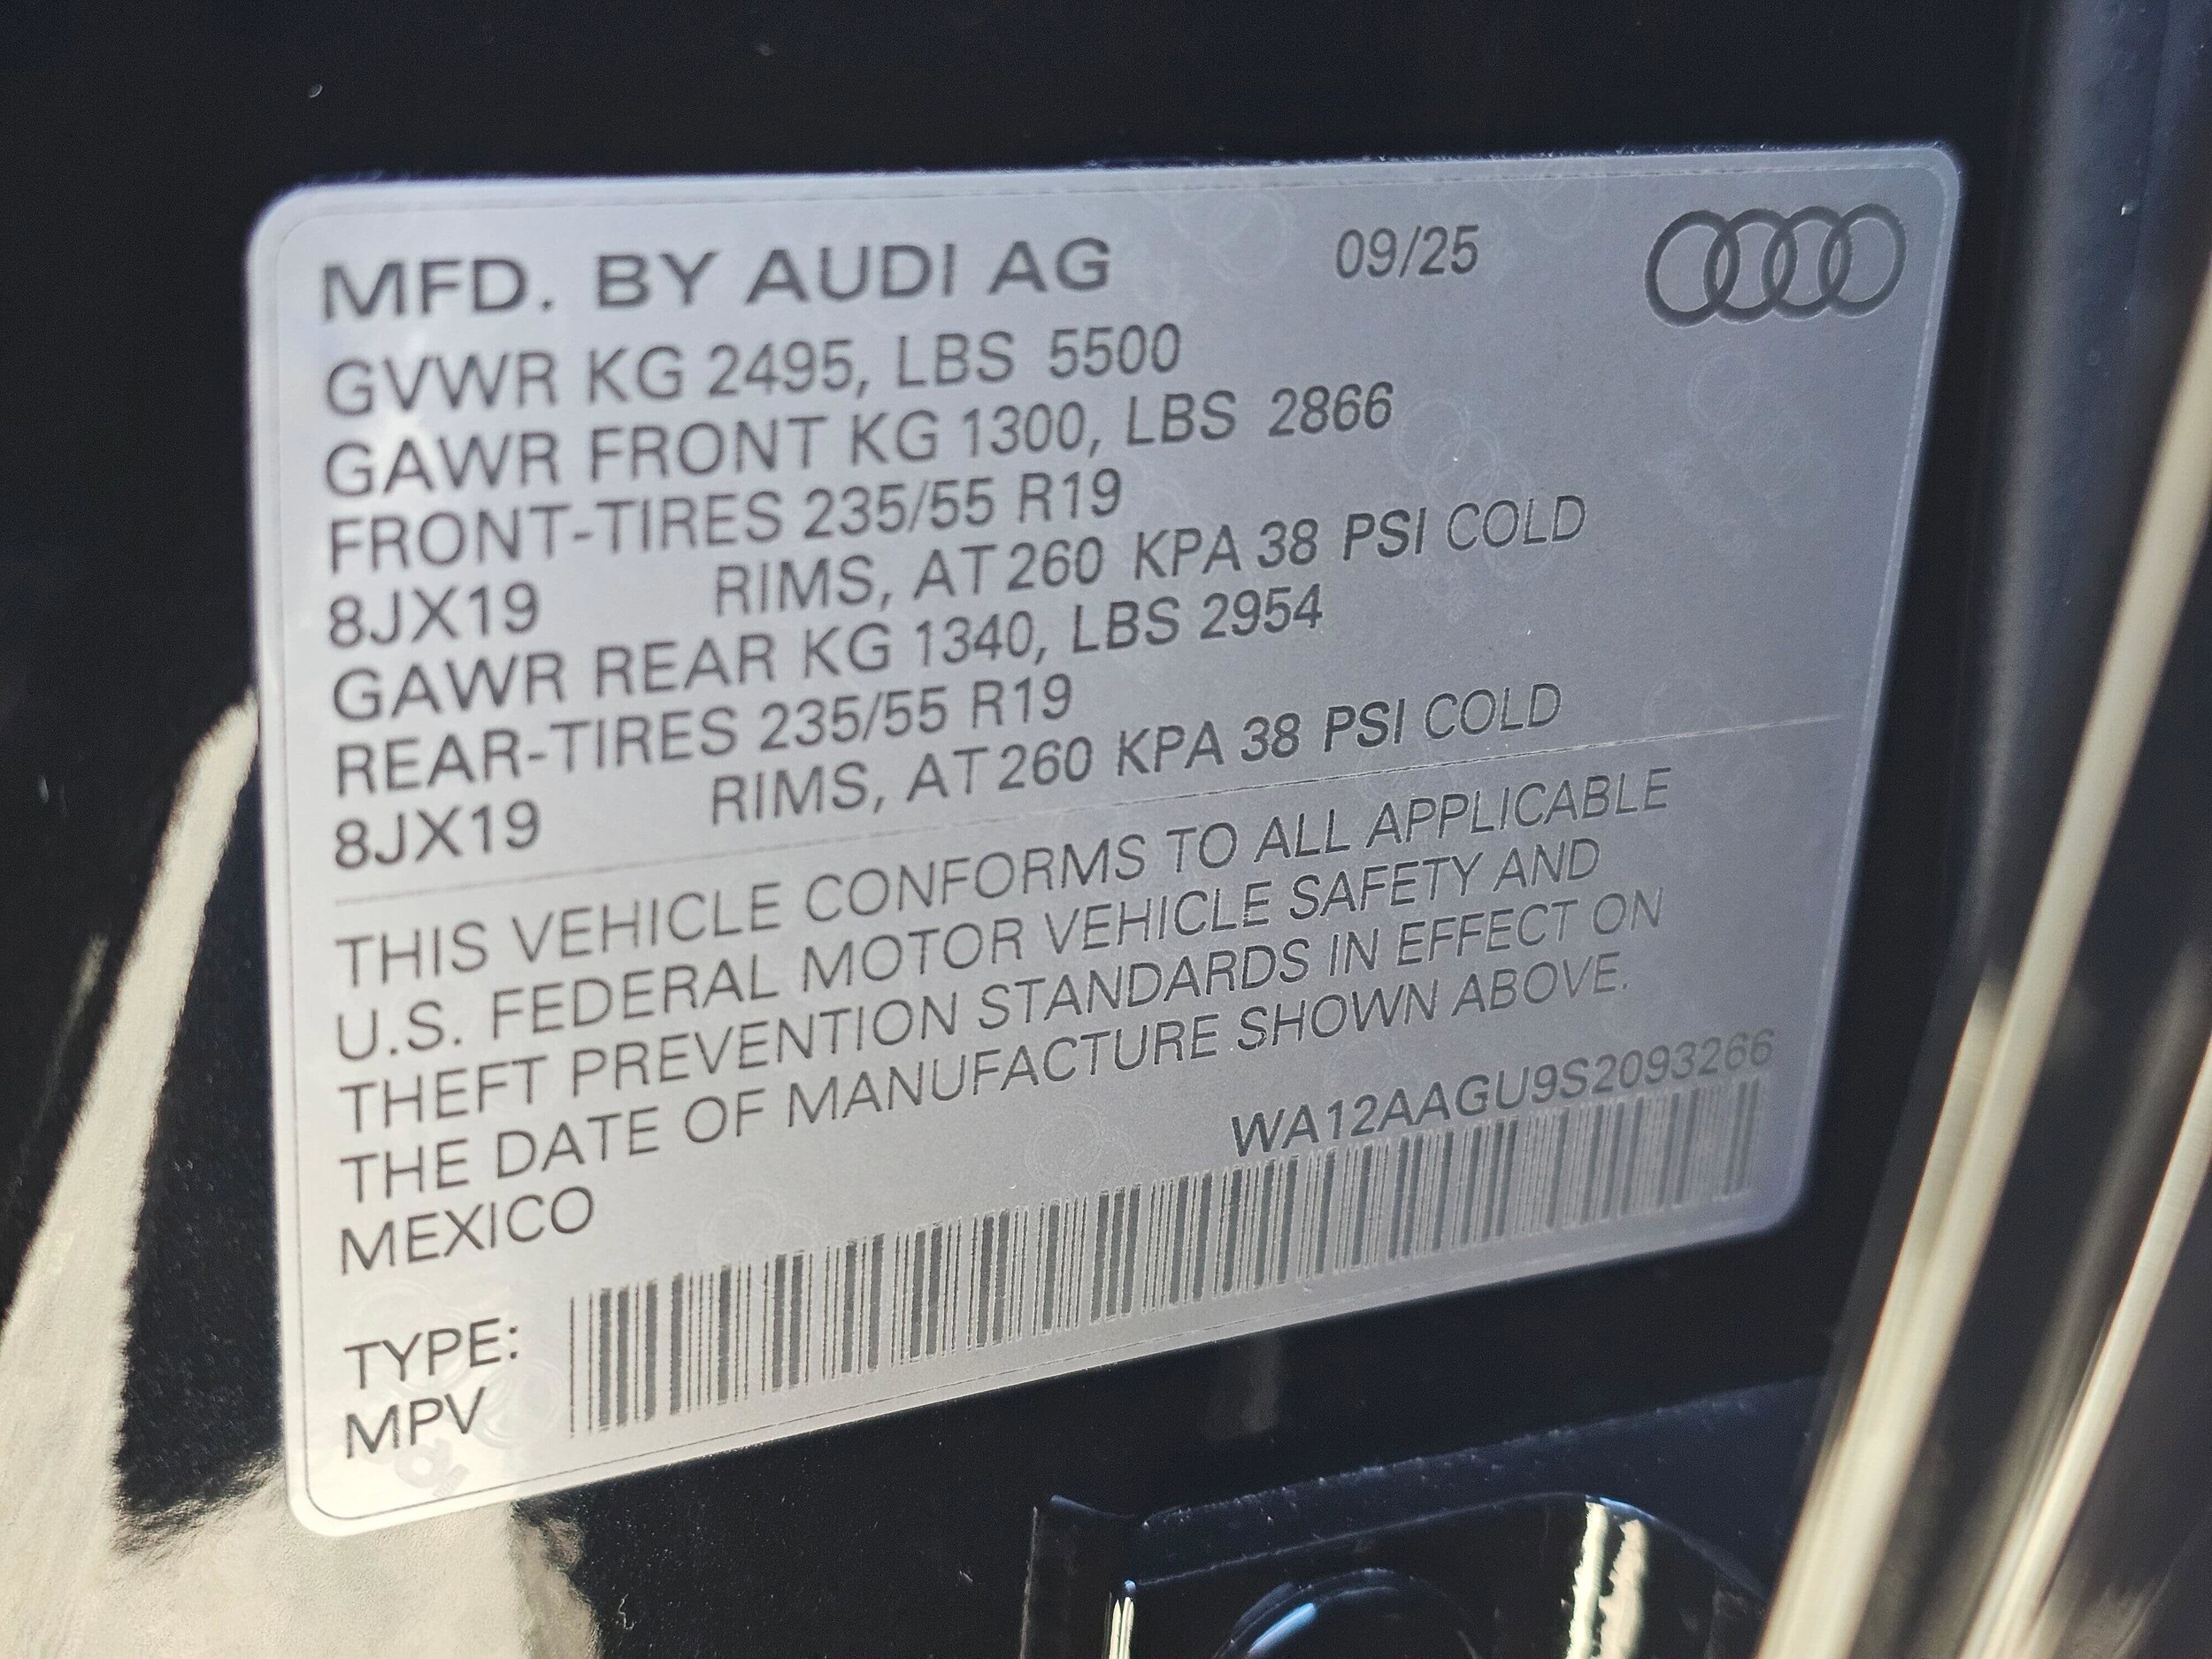 MFD. BY AUDI AG 09/25
GVWR KG 2495, LBS 5500
GAWR FRONT KG 1300, LBS 2866
FRONT-TIRES 235/55 R19
8JX19 RIMS, AT 260 KPA 38 PSI COLD
GAWR REAR KG 1340, LBS 2954
REAR-TIRES 235/55 R19
8JX19 RIMS, AT 260 KPA 38 PSI COLD
THIS VEHICLE CONFORMS TO ALL APPLICABLE
U.S. FEDERAL MOTOR VEHICLE SAFETY AND
THEFT PREVENTION STANDARDS IN EFFECT ON
THE DATE OF MANUFACTURE SHOWN ABOVE.
MEXICO WA12AAGU9S2093266
TYPE:
MPV